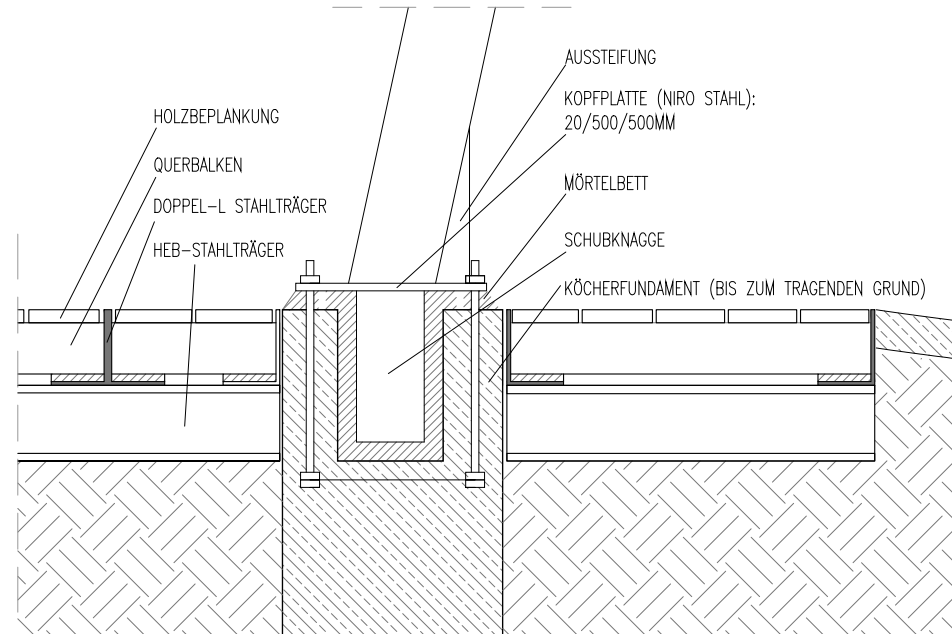 HOLZBEPLANKUNG
QUERBALKEN
DOPPEL-L STAHLTRÄGER
HEB-STAHLTRÄGER
AUSSTEIFUNG
KOPFPLATTE (NIRO STAHL):
20/500/500MM
MÖRTELBETT
SCHUBKNAGGE
KÖCHERFUNDAMENT (BIS ZUM TRAGENDEN GRUND)